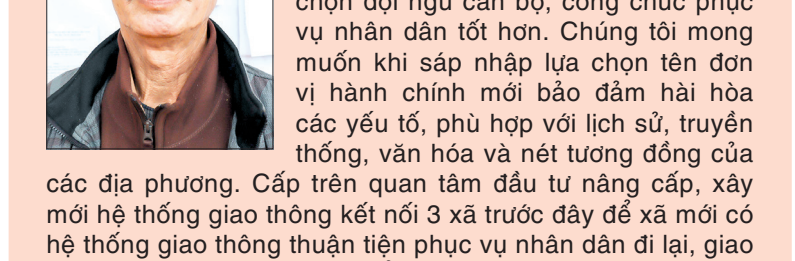 chọn đội ngũ cán bộ, công chức phục
vụ nhân dân tốt hơn. Chúng tôi mong
muốn khi sáp nhập lựa chọn tên đơn
vị hành chính mới bảo đảm hài hòa
các yếu tố, phù hợp với lịch sử, truyền
thống, văn hóa và nét tương đồng của
các địa phương. Cấp trên quan tâm đầu tư nâng cấp, xây
mới hệ thống giao thông kết nối 3 xã trước đây để xã mới có
hệ thống giao thông thuận tiện phục vụ nhân dân đi lại, giao